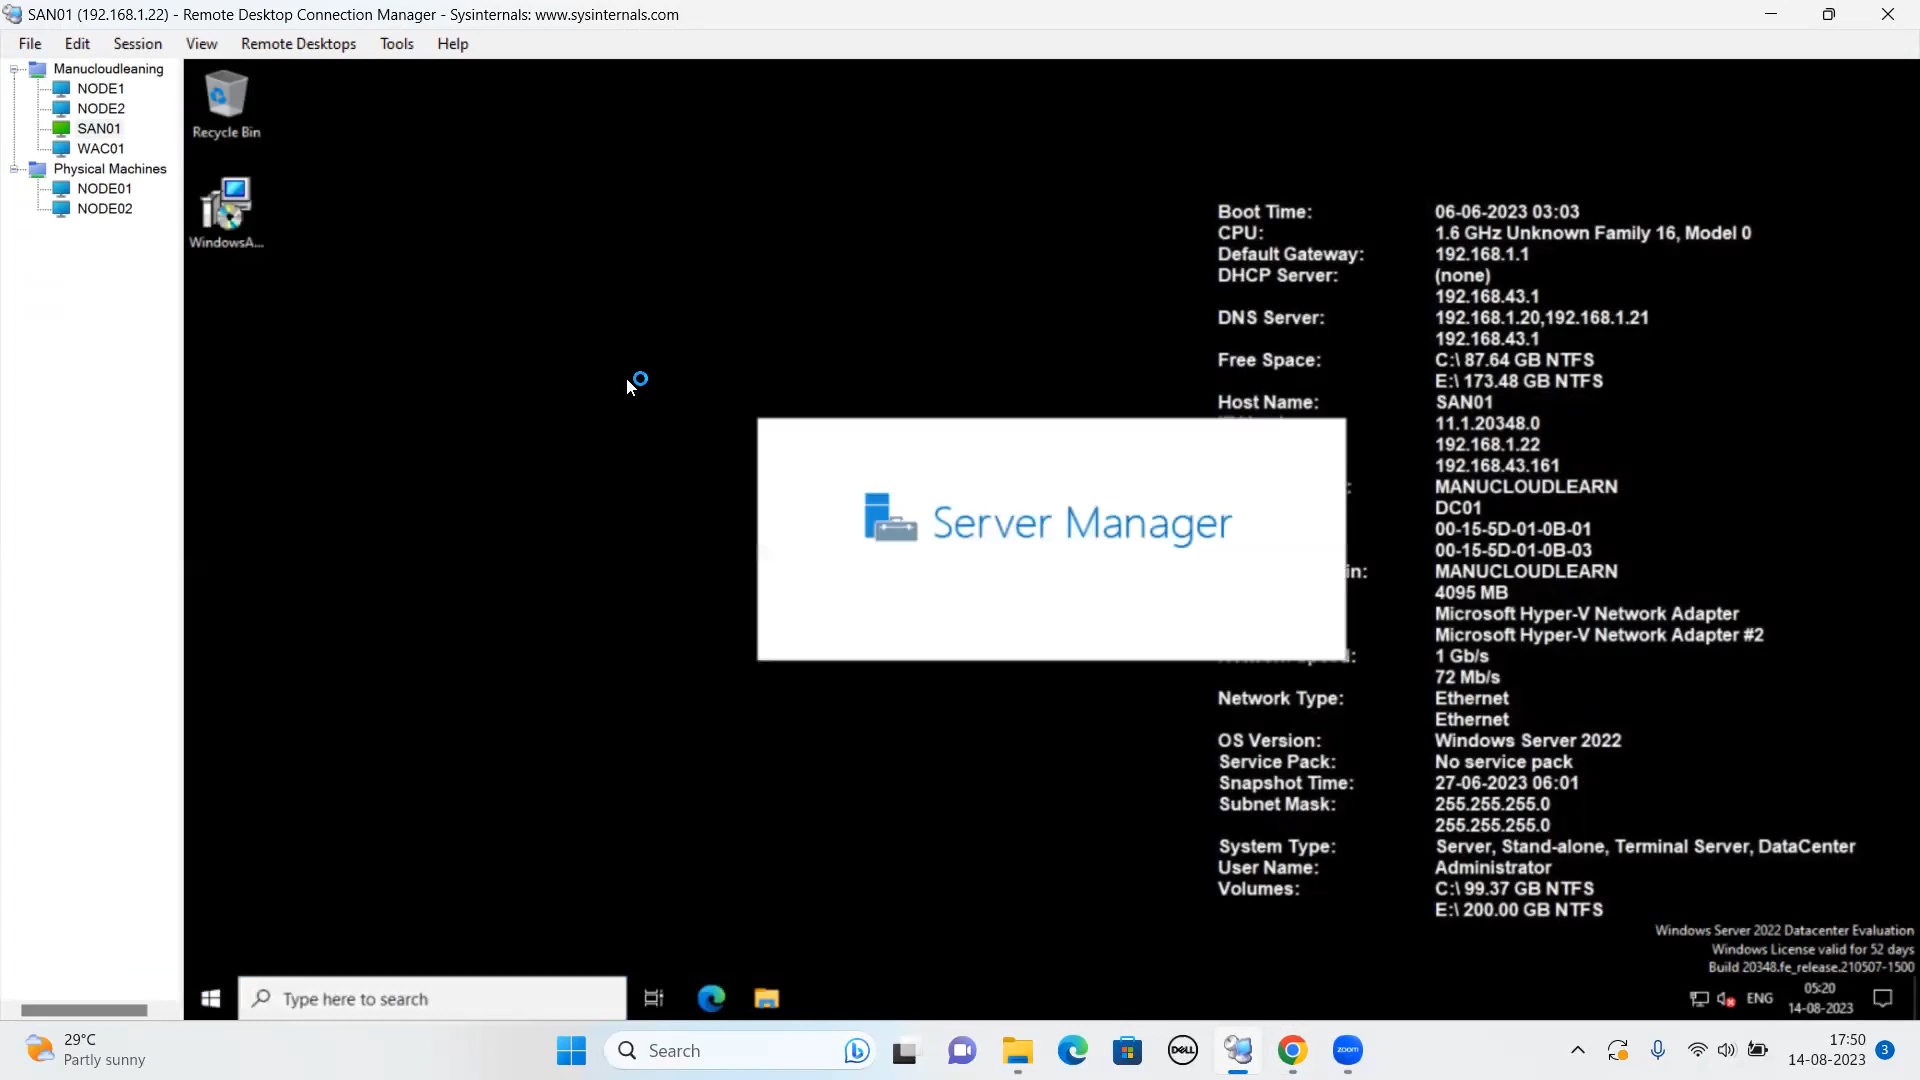 SAN01 (192.168.1.22) - Remote Desktop Connection Manager - Sysinternals: www.sysinternals.com
File Edit Session View Remote Desktops Tools Help
Manucloudleaning
NODE1
NODE2
SAN01
WAC01
Physical Machines
NODE01
NODE02
Recycle Bin
WindowsA...
Boot Time: 06-06-2023 03:03
CPU: 1.6 GHz Unknown Family 16, Model 0
Default Gateway: 192.168.1.1
DHCP Server: (none)
192.168.43.1
DNS Server: 192.168.1.20,192.168.1.21
192.168.43.1
Free Space: C:\ 87.64 GB NTFS
E:\ 173.48 GB NTFS
Host Name: SAN01
11.1.20348.0
192.168.1.22
192.168.43.161
MANUCLOUDLEARN
DC01
00-15-5D-01-0B-01
00-15-5D-01-0B-03
in: MANUCLOUDLEARN
4095 MB
Microsoft Hyper-V Network Adapter
Microsoft Hyper-V Network Adapter #2
1 Gb/s
72 Mb/s
Network Type: Ethernet
Ethernet
OS Version: Windows Server 2022
Service Pack: No service pack
Snapshot Time: 27-06-2023 06:01
Subnet Mask: 255.255.255.0
255.255.255.0
System Type: Server, Stand-alone, Terminal Server, DataCenter
User Name: Administrator
Volumes: C:\ 99.37 GB NTFS
E:\ 200.00 GB NTFS
Server Manager
Windows Server 2022 Datacenter Evaluation
Windows License valid for 52 days
Build 20348.fe_release.210507-1500
Type here to search
ENG
05:20
14-08-2023
29°C
Partly sunny
Search
DELL
zoom
17:50
14-08-2023
3